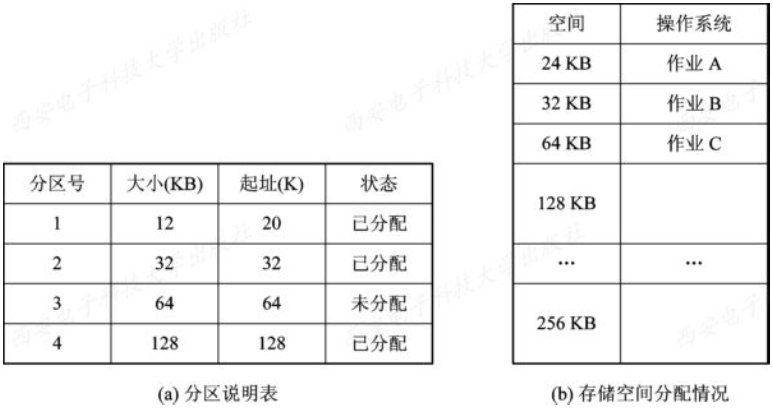 空间 操作系统
24 KB 作业 A
32 KB 作业 B
64 KB 作业 C
128 KB
… …
256 KB
分区号 大小(KB) 起址(K) 状态
1 12 20 已分配
2 32 32 已分配
3 64 64 未分配
4 128 128 已分配
(a) 分区说明表
(b) 存储空间分配情况
西安电子科技大学出版社